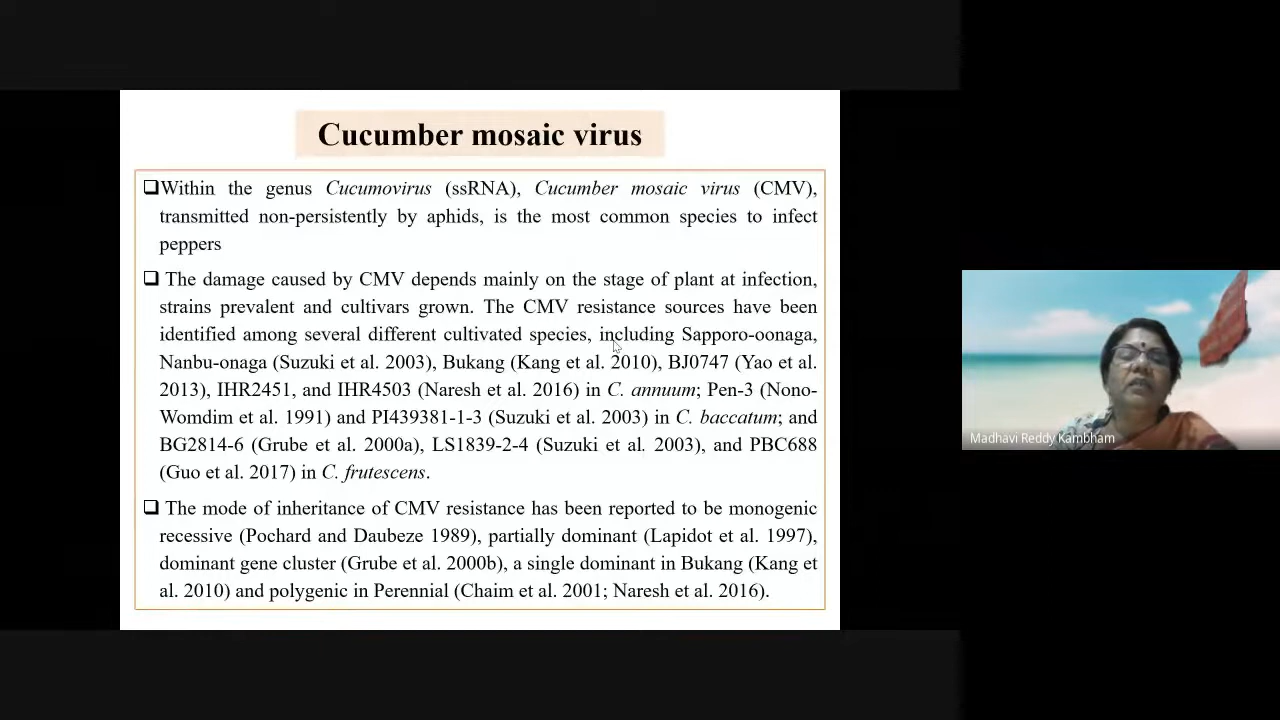 Cucumber mosaic virus
❑Within the genus Cucumovirus (ssRNA), Cucumber mosaic virus (CMV),
transmitted non-persistently by aphids, is the most common species to infect
peppers
❑ The damage caused by CMV depends mainly on the stage of plant at infection,
strains prevalent and cultivars grown. The CMV resistance sources have been
identified among several different cultivated species, including Sapporo-oonaga,
Nanbu-onaga (Suzuki et al. 2003), Bukang (Kang et al. 2010), BJ0747 (Yao et al.
2013), IHR2451, and IHR4503 (Naresh et al. 2016) in C. annuum; Pen-3 (Nono-
Womdim et al. 1991) and PI439381-1-3 (Suzuki et al. 2003) in C. baccatum; and
BG2814-6 (Grube et al. 2000a), LS1839-2-4 (Suzuki et al. 2003), and PBC688
(Guo et al. 2017) in C. frutescens.
❑ The mode of inheritance of CMV resistance has been reported to be monogenic
recessive (Pochard and Daubeze 1989), partially dominant (Lapidot et al. 1997),
dominant gene cluster (Grube et al. 2000b), a single dominant in Bukang (Kang et
al. 2010) and polygenic in Perennial (Chaim et al. 2001; Naresh et al. 2016).
Madhavi Reddy Kambham